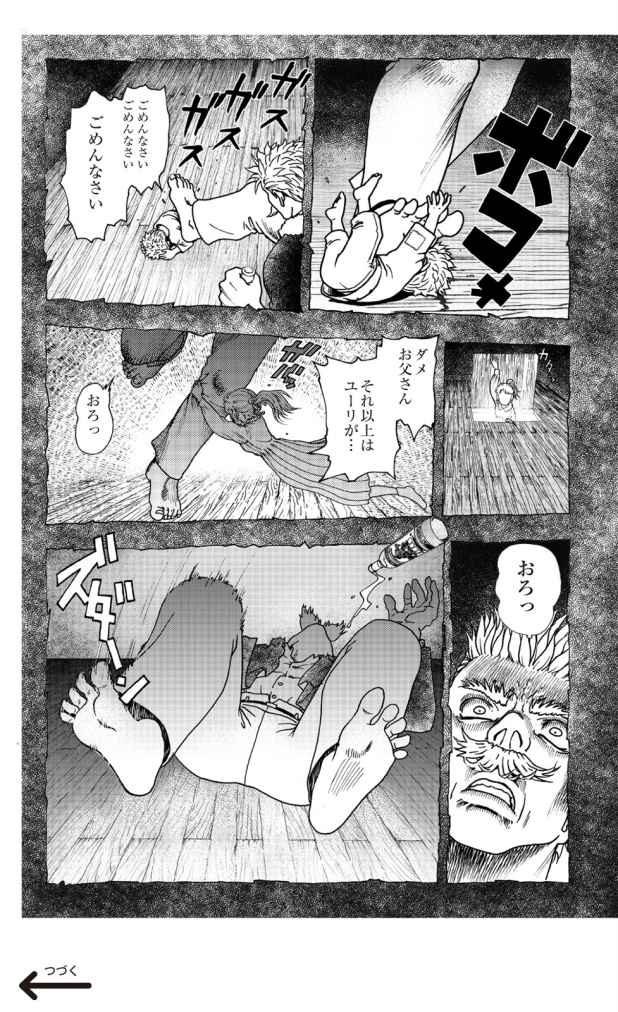 ボコメ
ガス
ガス
ガス
ごめんなさい
ごめんなさい
ごめんなさい
カッ
ダメ
お父さん
それ以上は
ユーリが…
ガバッ
おろっ
おろっ
ズダーン
つづく